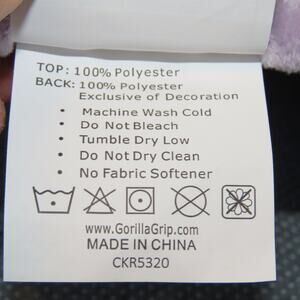 TOP: 100% Polyester
BACK: 100% Polyester
Exclusive of Decoration
• Machine Wash Cold
• Do Not Bleach
• Tumble Dry Low
• Do Not Dry Clean
• No Fabric Softener
www.GorillaGrip.com
MADE IN CHINA
CKR5320